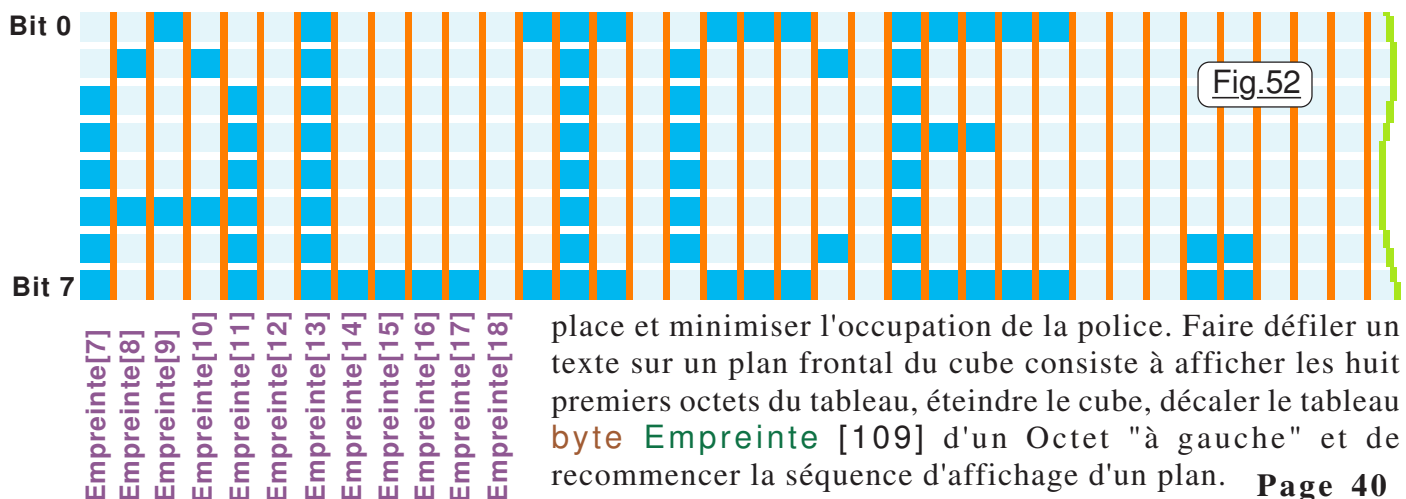 Bit 0
Fig.52
Bit 7
Empreinte[7]
Empreinte[8]
Empreinte[9]
Empreinte[10]
Empreinte[11]
Empreinte[12]
Empreinte[13]
Empreinte[14]
Empreinte[15]
Empreinte[16]
Empreinte[17]
Empreinte[18]
place et minimiser l'occupation de la police. Faire défiler un
texte sur un plan frontal du cube consiste à afficher les huit
premiers octets du tableau, éteindre le cube, décaler le tableau
byte Empreinte [109] d'un Octet "à gauche" et de
recommencer la séquence d'affichage d'un plan.
Page 40